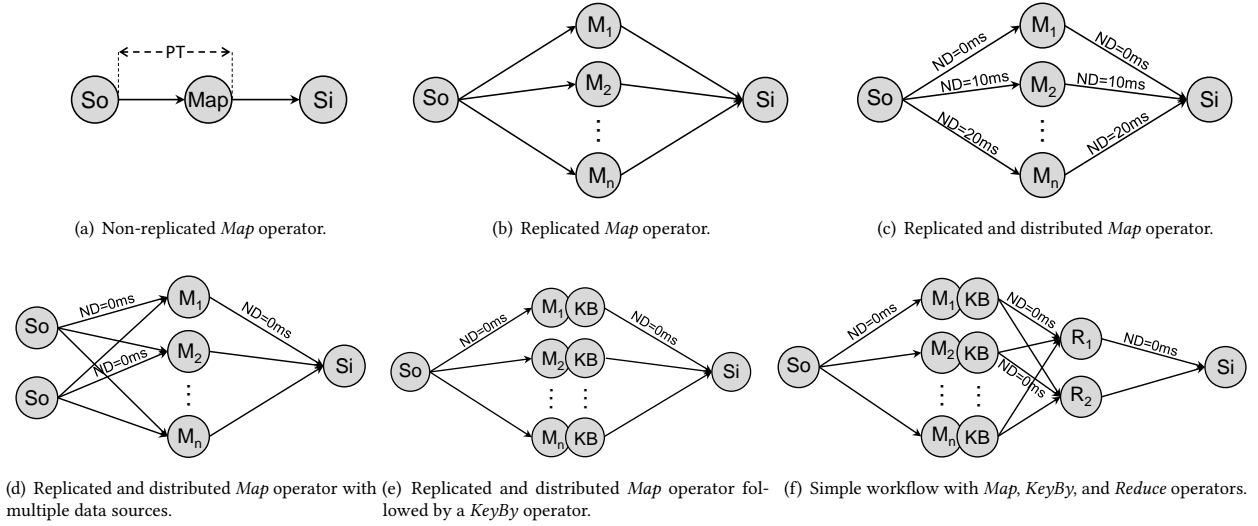 PT
So
Map
Si
(a) Non-replicated Map operator.
So
M1
M2
Mn
Si
(b) Replicated Map operator.
So
ND=0ms
ND=10ms
ND=20ms
M1
M2
Mn
ND=0ms
ND=10ms
ND=20ms
Si
(c) Replicated and distributed Map operator.
So
So
ND=0ms
ND=0ms
M1
M2
Mn
ND=0ms
Si
(d) Replicated and distributed Map operator with
multiple data sources.
So
ND=0ms
M1 KB
M2 KB
Mn KB
ND=0ms
Si
(e) Replicated and distributed Map operator fol-
lowed by a KeyBy operator.
So
ND=0ms
M1 KB
M2 KB
Mn KB
ND=0ms
ND=0ms
R1
R2
ND=0ms
Si
(f) Simple workflow with Map, KeyBy, and Reduce operators.